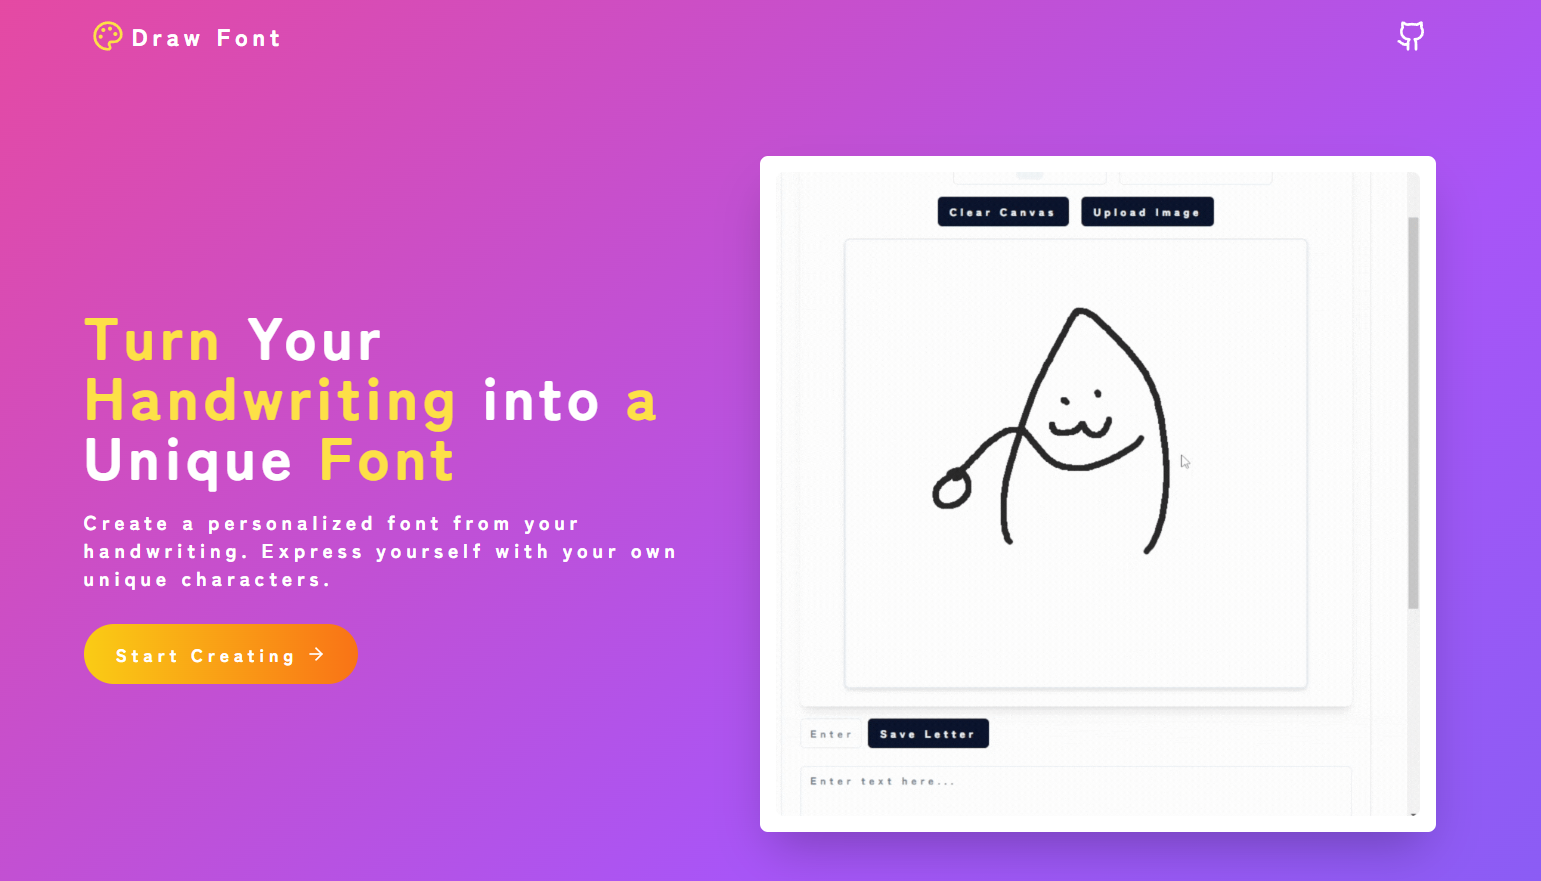 Draw Font
Turn Your
Handwriting into a
Unique Font
Create a personalized font from your
handwriting. Express yourself with your own
unique characters.
Start Creating
Clear Canvas
Upload Image
Enter
Save Letter
Enter text here...